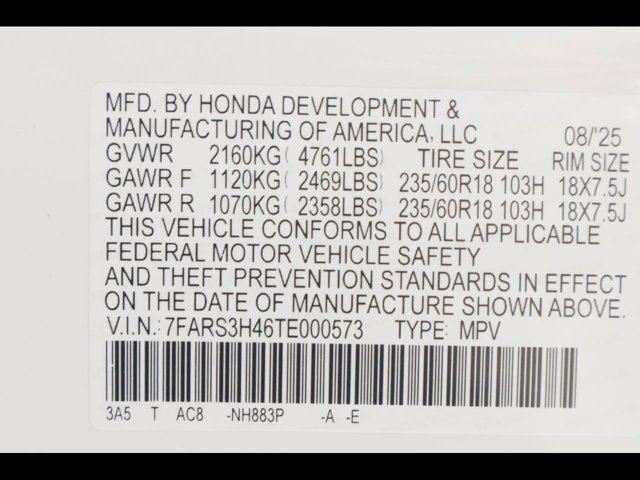 MFD. BY HONDA DEVELOPMENT &
MANUFACTURING OF AMERICA, LLC 08/'25
GVWR 2160KG( 4761LBS) TIRE SIZE RIM SIZE
GAWR F 1120KG( 2469LBS) 235/60R18 103H 18X7.5J
GAWR R 1070KG( 2358LBS) 235/60R18 103H 18X7.5J
THIS VEHICLE CONFORMS TO ALL APPLICABLE
FEDERAL MOTOR VEHICLE SAFETY
AND THEFT PREVENTION STANDARDS IN EFFECT
ON THE DATE OF MANUFACTURE SHOWN ABOVE.
V.I.N.: 7FARS3H46TE000573 TYPE: MPV
3A5 T AC8 -NH883P -A -E